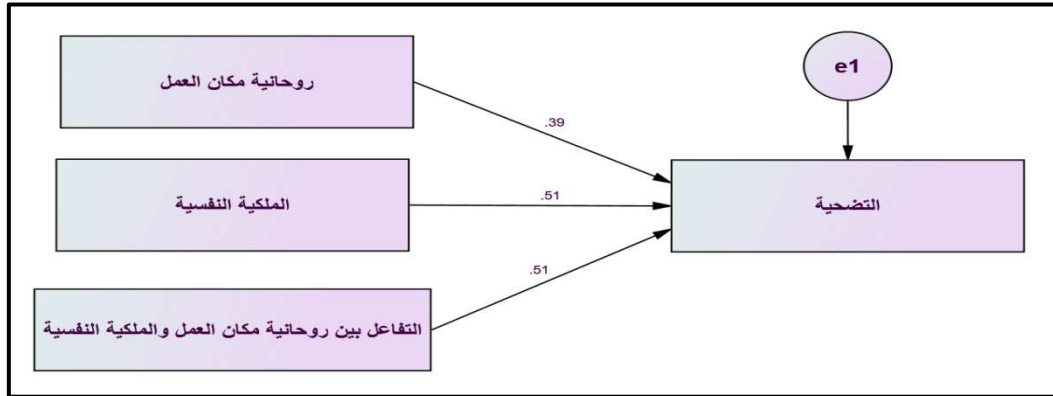 روحانية مكان العمل
e1
.39
الملكية النفسية
.51
التضحية
.51
التفاعل بين روحانية مكان العمل والملكية النفسية